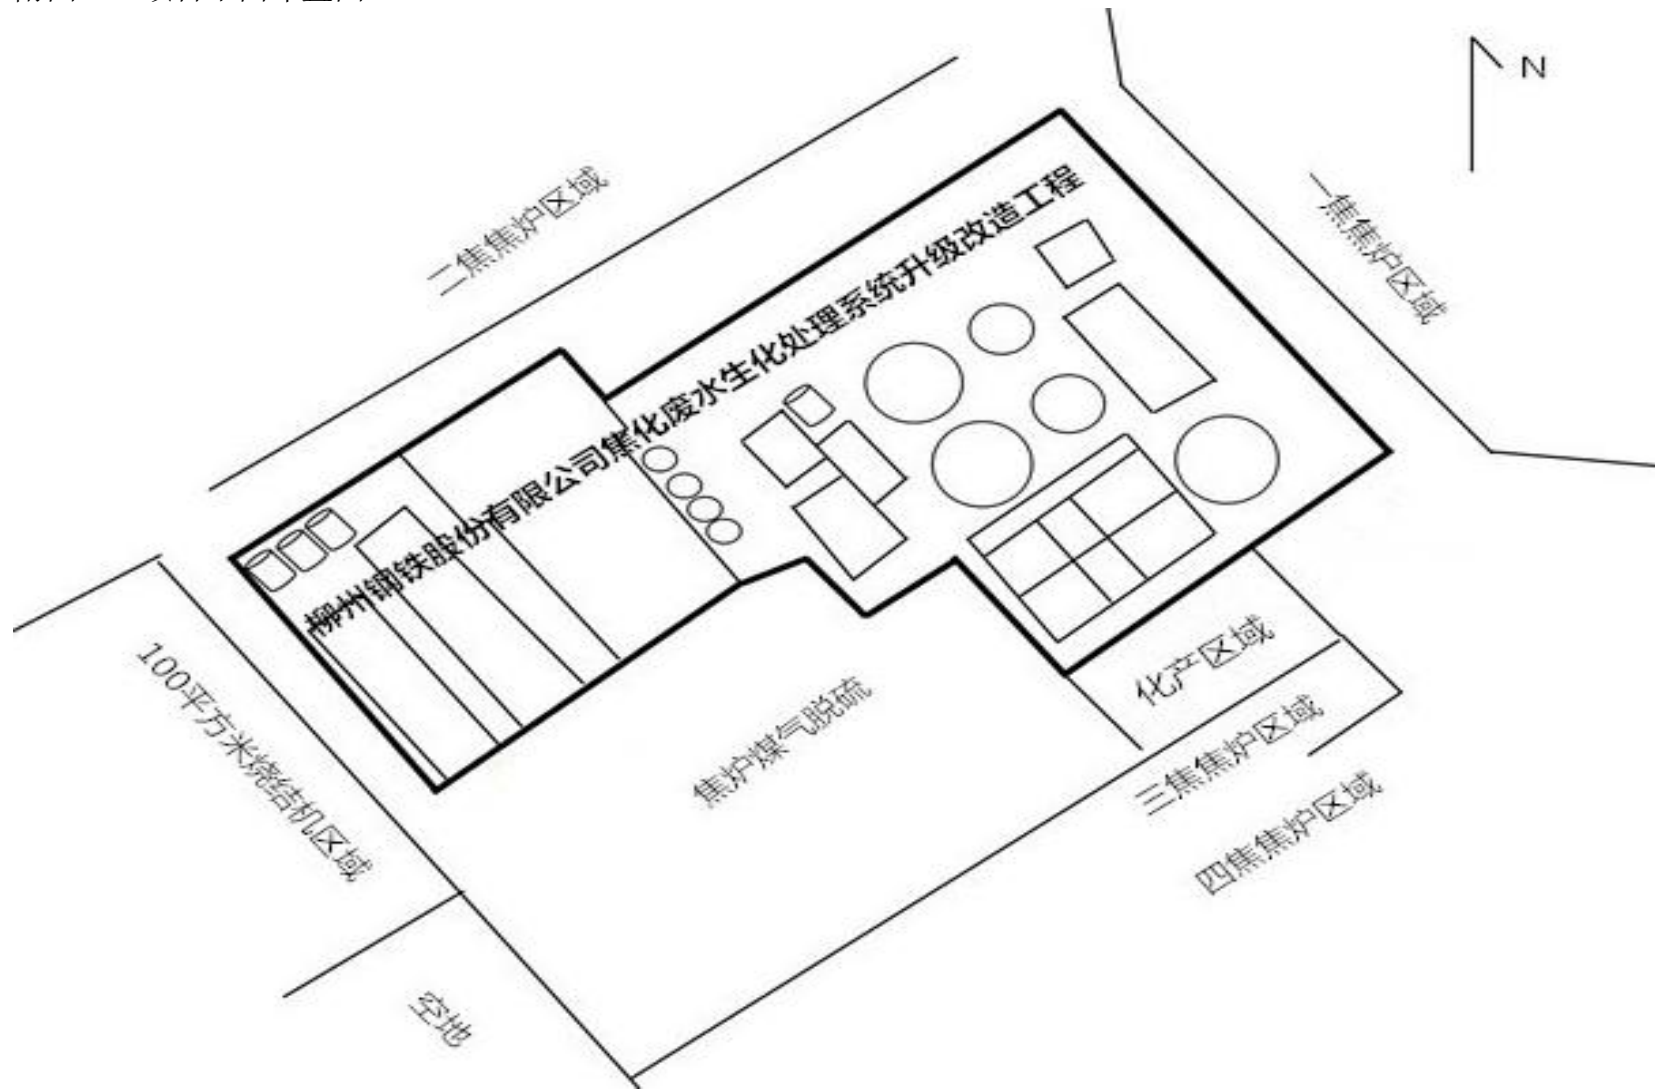 N
二焦焦炉区域
一焦焦炉区域
柳州钢铁股份有限公司焦化废水生化处理系统升级改造工程
100平方米烧结机区域
化产区域
焦炉煤气脱硫
三焦焦炉区域
四焦焦炉区域
空地